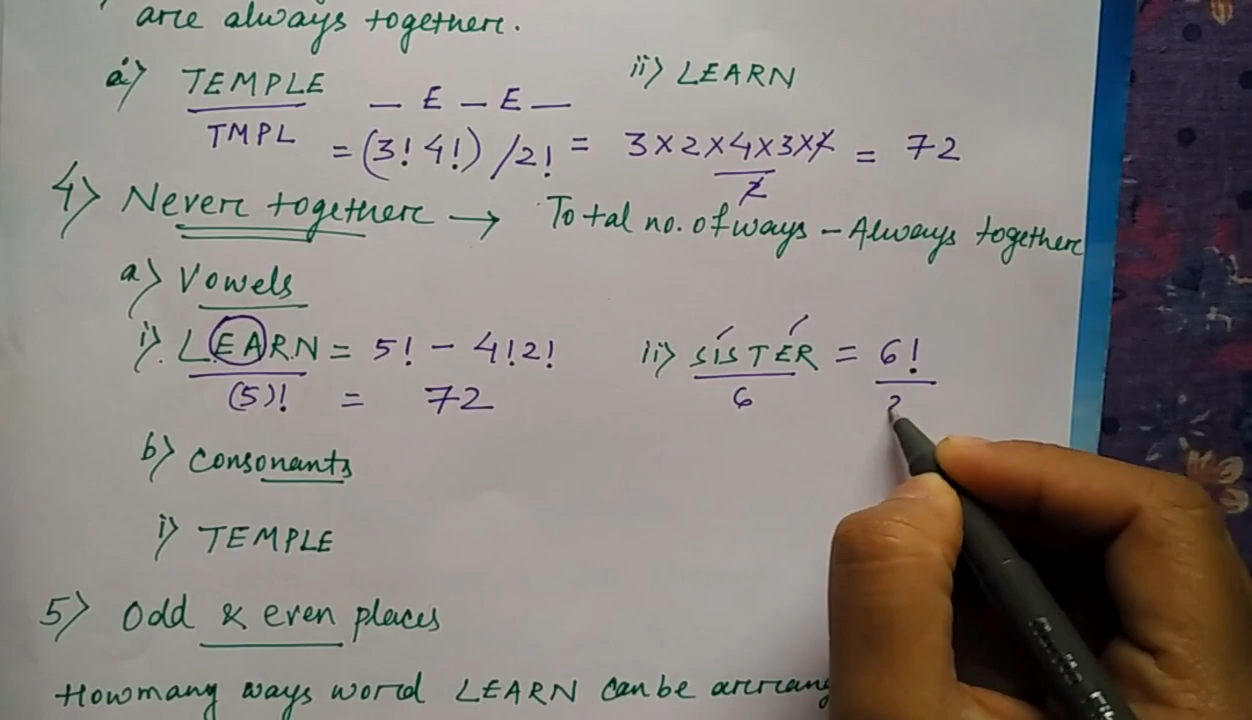 are always together.
i) TEMPLE _ E _ E _ ii) LEARN
TMPL = (3! 4!) / 2! = 3×2×4×3×2 / 2 = 72
4) Never together → Total no. of ways – Always together
a) Vowels
i) LEARN = 5! – 4!2! ii) SISTER = 6!
(5)! = 72 6 2
b) Consonants
i) TEMPLE
5) Odd & even places
How many ways word LEARN can be arrang